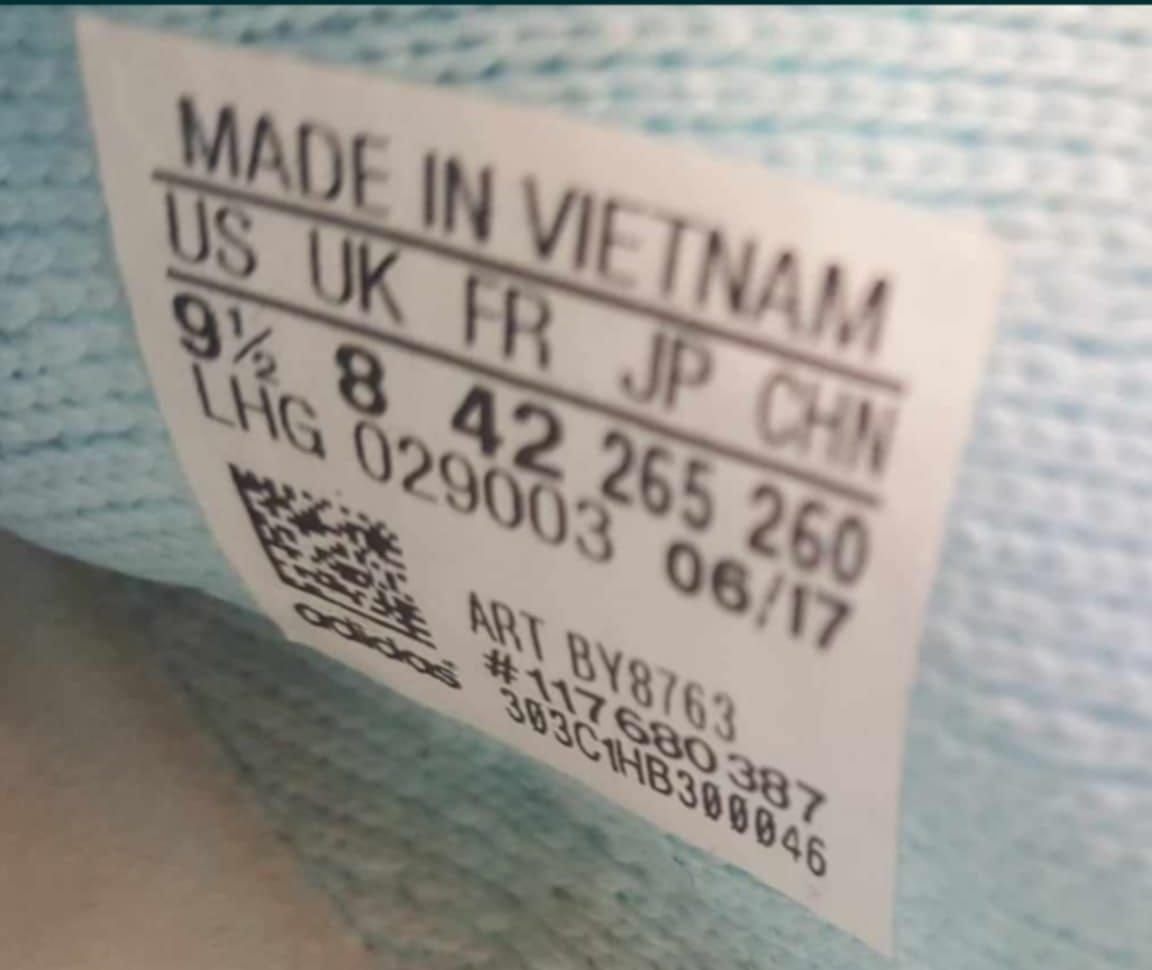 MADE IN VIETNAM
US UK FR JP CHN
9½ 8 42 265 260
LHG 029003 06/17
adidas
ART BY8763
#117680387
303C1HB300046